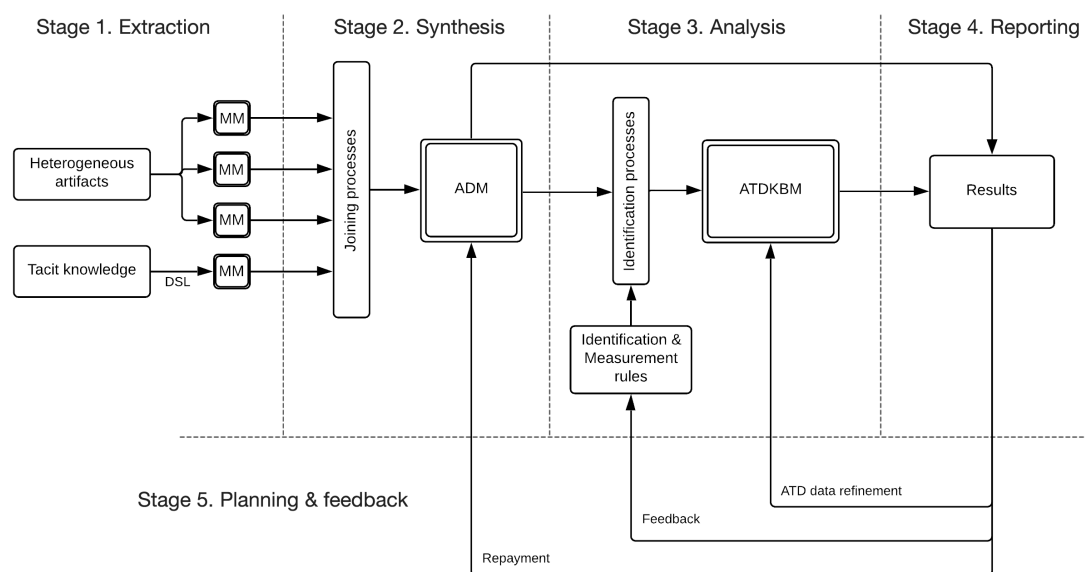 Stage 1. Extraction
Stage 2. Synthesis
Stage 3. Analysis
Stage 4. Reporting
Heterogeneous
artifacts
Tacit knowledge
DSL
MM
MM
MM
MM
Joining processes
ADM
Identification processes
Identification &
Measurement
rules
ATDKBM
Results
Stage 5. Planning & feedback
ATD data refinement
Feedback
Repayment